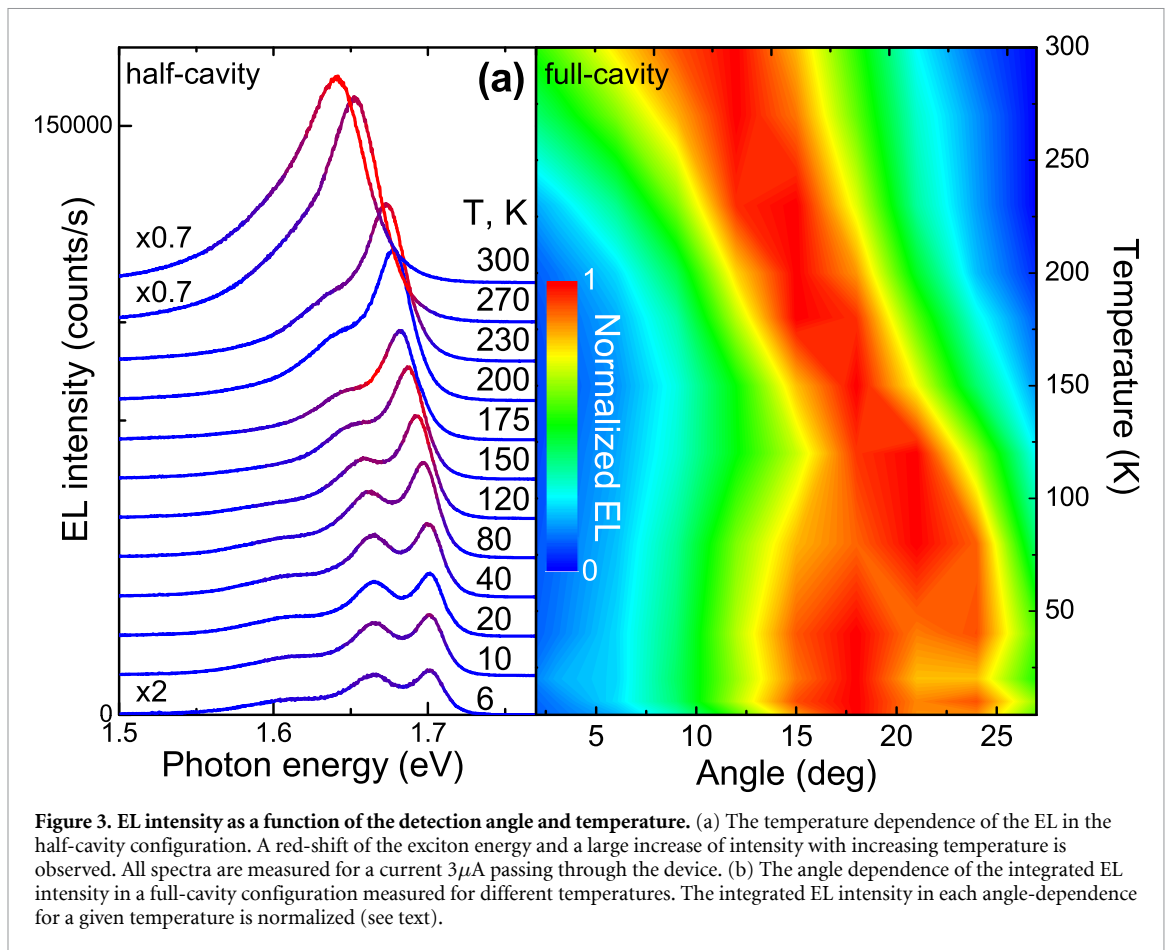 half-cavity
(a)
full-cavity
150000
0
EL intensity (counts/s)
x0.7
x0.7
x2
T, K
300
270
230
200
175
150
120
80
40
20
10
6
1.5
1.6
1.7
Photon energy (eV)
1
Normalized EL
0
300
250
200
150
100
50
Temperature (K)
5
10
15
20
25
Angle (deg)
Figure 3. EL intensity as a function of the detection angle and temperature. (a) The temperature dependence of the EL in the
half-cavity configuration. A red-shift of the exciton energy and a large increase of intensity with increasing temperature is
observed. All spectra are measured for a current 3μA passing through the device. (b) The angle dependence of the integrated EL
intensity in a full-cavity configuration measured for different temperatures. The integrated EL intensity in each angle-dependence
for a given temperature is normalized (see text).